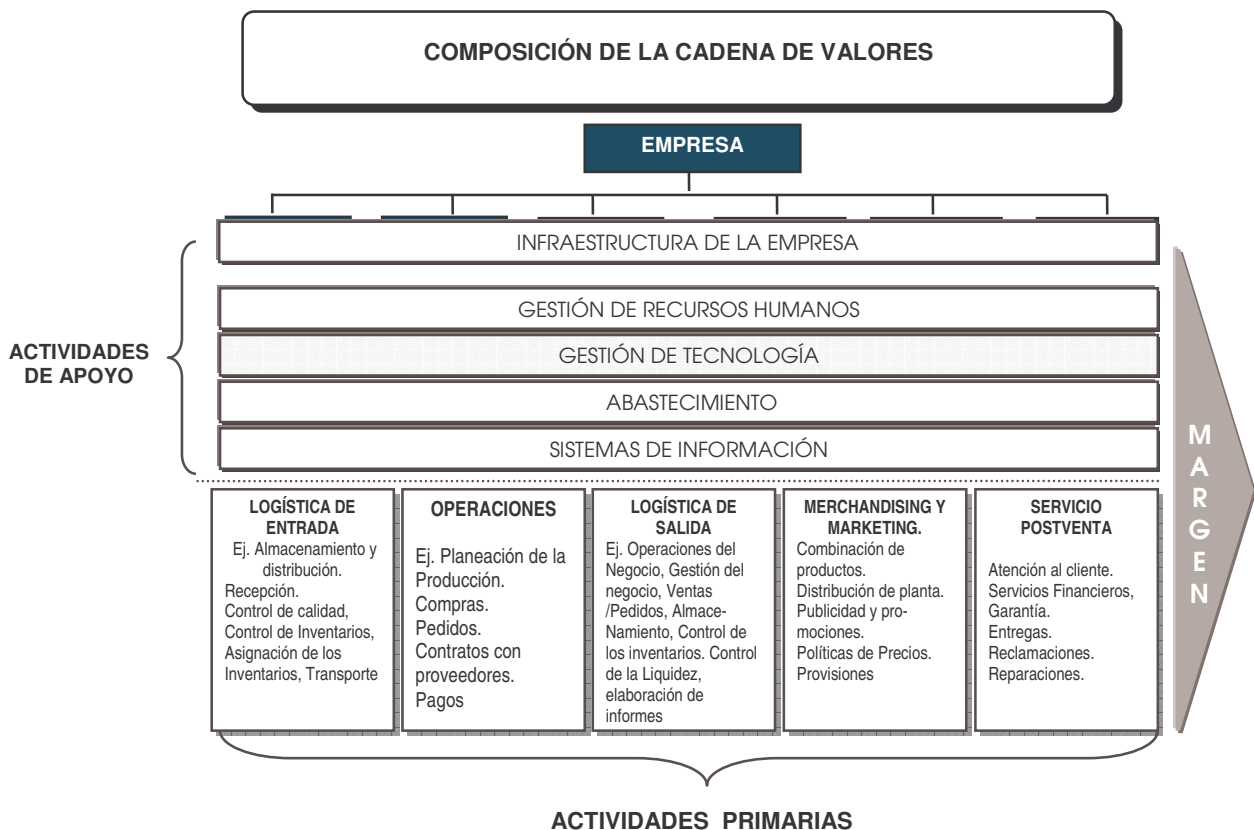 COMPOSICIÓN DE LA CADENA DE VALORES
EMPRESA
INFRAESTRUCTURA DE LA EMPRESA
GESTIÓN DE RECURSOS HUMANOS
GESTIÓN DE TECNOLOGÍA
ABASTECIMIENTO
SISTEMAS DE INFORMACIÓN
ACTIVIDADES
DE APOYO
LOGÍSTICA DE
ENTRADA
Ej. Almacenamiento y
distribución.
Recepción.
Control de calidad,
Control de Inventarios,
Asignación de los
Inventarios, Transporte
OPERACIONES
Ej. Planeación de la
Producción.
Compras.
Pedidos.
Contratos con
proveedores.
Pagos
LOGÍSTICA DE
SALIDA
Ej. Operaciones del
Negocio, Gestión del
negocio, Ventas
/Pedidos, Almace-
Namiento, Control de
los inventarios. Control
de la Liquidez,
elaboración de
informes
MERCHANDISING Y
MARKETING.
Combinación de
productos.
Distribución de planta.
Publicidad y pro-
mociones.
Políticas de Precios.
Provisiones
SERVICIO
POSTVENTA
Atención al cliente.
Servicios Financieros,
Garantía.
Entregas.
Reclamaciones.
Reparaciones.
MARGEN
ACTIVIDADES PRIMARIAS